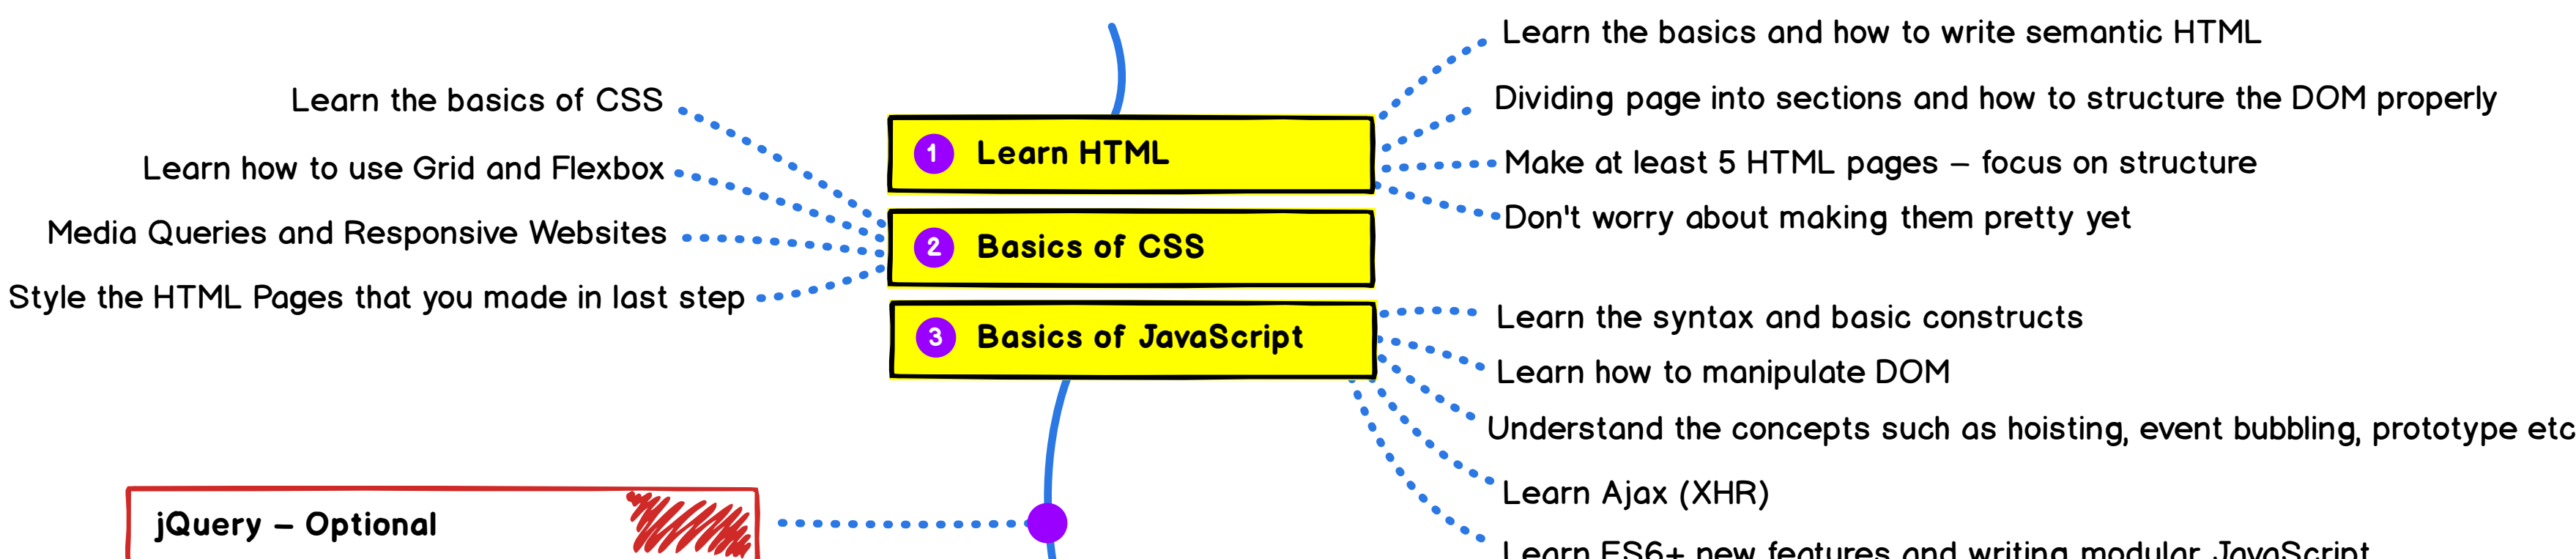 Learn the basics and how to write semantic HTML
Dividing page into sections and how to structure the DOM properly
Make at least 5 HTML pages – focus on structure
Don't worry about making them pretty yet
1 Learn HTML
Learn the basics of CSS
Learn how to use Grid and Flexbox
Media Queries and Responsive Websites
Style the HTML Pages that you made in last step
2 Basics of CSS
3 Basics of JavaScript
Learn the syntax and basic constructs
Learn how to manipulate DOM
Understand the concepts such as hoisting, event bubbling, prototype etc
Learn Ajax (XHR)
Learn ES6+ new features and writing modular JavaScript
jQuery – Optional